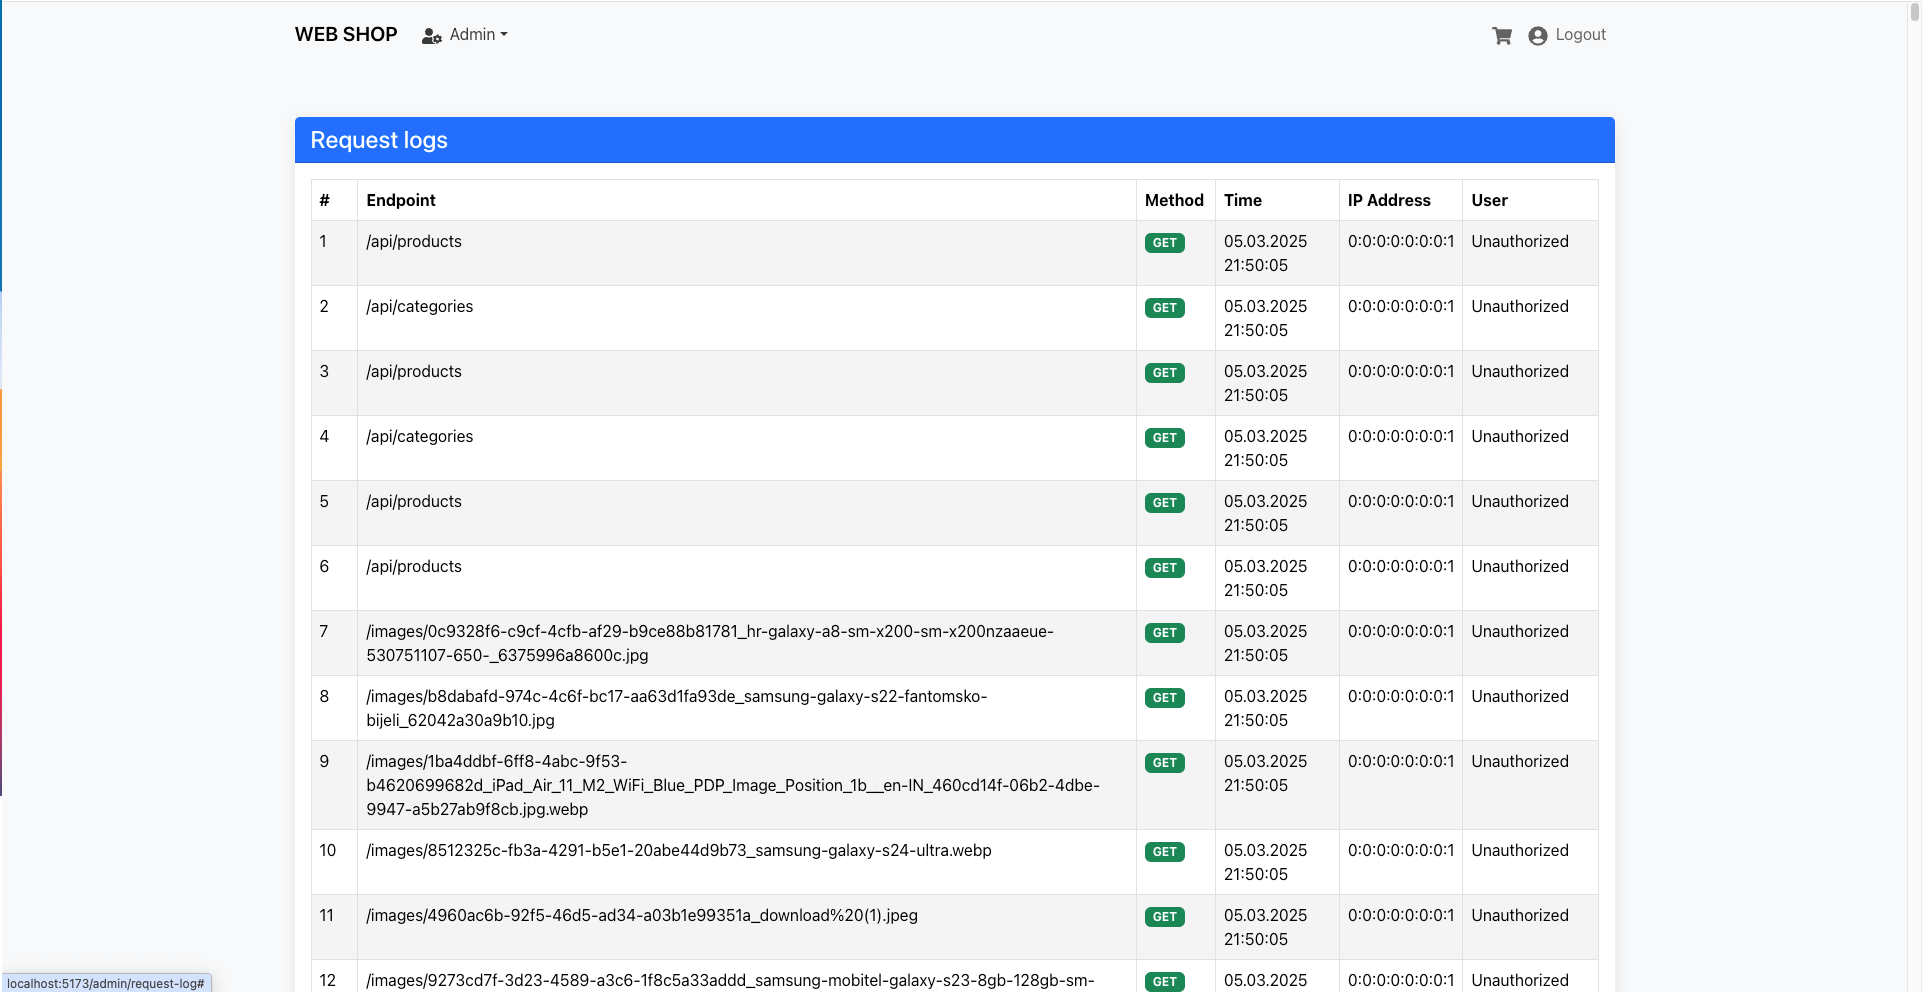 WEB SHOP Admin Logout
Request logs
# Endpoint Method Time IP Address User
1 /api/products GET 05.03.2025 0:0:0:0:0:0:0:1 Unauthorized
21:50:05
2 /api/categories GET 05.03.2025 0:0:0:0:0:0:0:1 Unauthorized
21:50:05
3 /api/products GET 05.03.2025 0:0:0:0:0:0:0:1 Unauthorized
21:50:05
4 /api/categories GET 05.03.2025 0:0:0:0:0:0:0:1 Unauthorized
21:50:05
5 /api/products GET 05.03.2025 0:0:0:0:0:0:0:1 Unauthorized
21:50:05
6 /api/products GET 05.03.2025 0:0:0:0:0:0:0:1 Unauthorized
21:50:05
7 /images/0c9328f6-c9cf-4cfb-af29-b9ce88b81781_hr-galaxy-a8-sm-x200-sm-x200nzaaeue- GET 05.03.2025 0:0:0:0:0:0:0:1 Unauthorized
530751107-650-_6375996a8600c.jpg 21:50:05
8 /images/b8dabafd-974c-4c6f-bc17-aa63d1fa93de_samsung-galaxy-s22-fantomsko- GET 05.03.2025 0:0:0:0:0:0:0:1 Unauthorized
bijeli_62042a30a9b10.jpg 21:50:05
9 /images/1ba4ddbf-6ff8-4abc-9f53- GET 05.03.2025 0:0:0:0:0:0:0:1 Unauthorized
b4620699682d_iPad_Air_11_M2_WiFi_Blue_PDP_Image_Position_1b__en-IN_460cd14f-06b2-4dbe- 21:50:05
9947-a5b27ab9f8cb.jpg.webp
10 /images/8512325c-fb3a-4291-b5e1-20abe44d9b73_samsung-galaxy-s24-ultra.webp GET 05.03.2025 0:0:0:0:0:0:0:1 Unauthorized
21:50:05
11 /images/4960ac6b-92f5-46d5-ad34-a03b1e99351a_download%20(1).jpeg GET 05.03.2025 0:0:0:0:0:0:0:1 Unauthorized
21:50:05
12 /images/9273cd7f-3d23-4589-a3c6-1f8c5a33addd_samsung-mobitel-galaxy-s23-8gb-128gb-sm- GET 05.03.2025 0:0:0:0:0:0:0:1 Unauthorized
localhost:5173/admin/request-log#